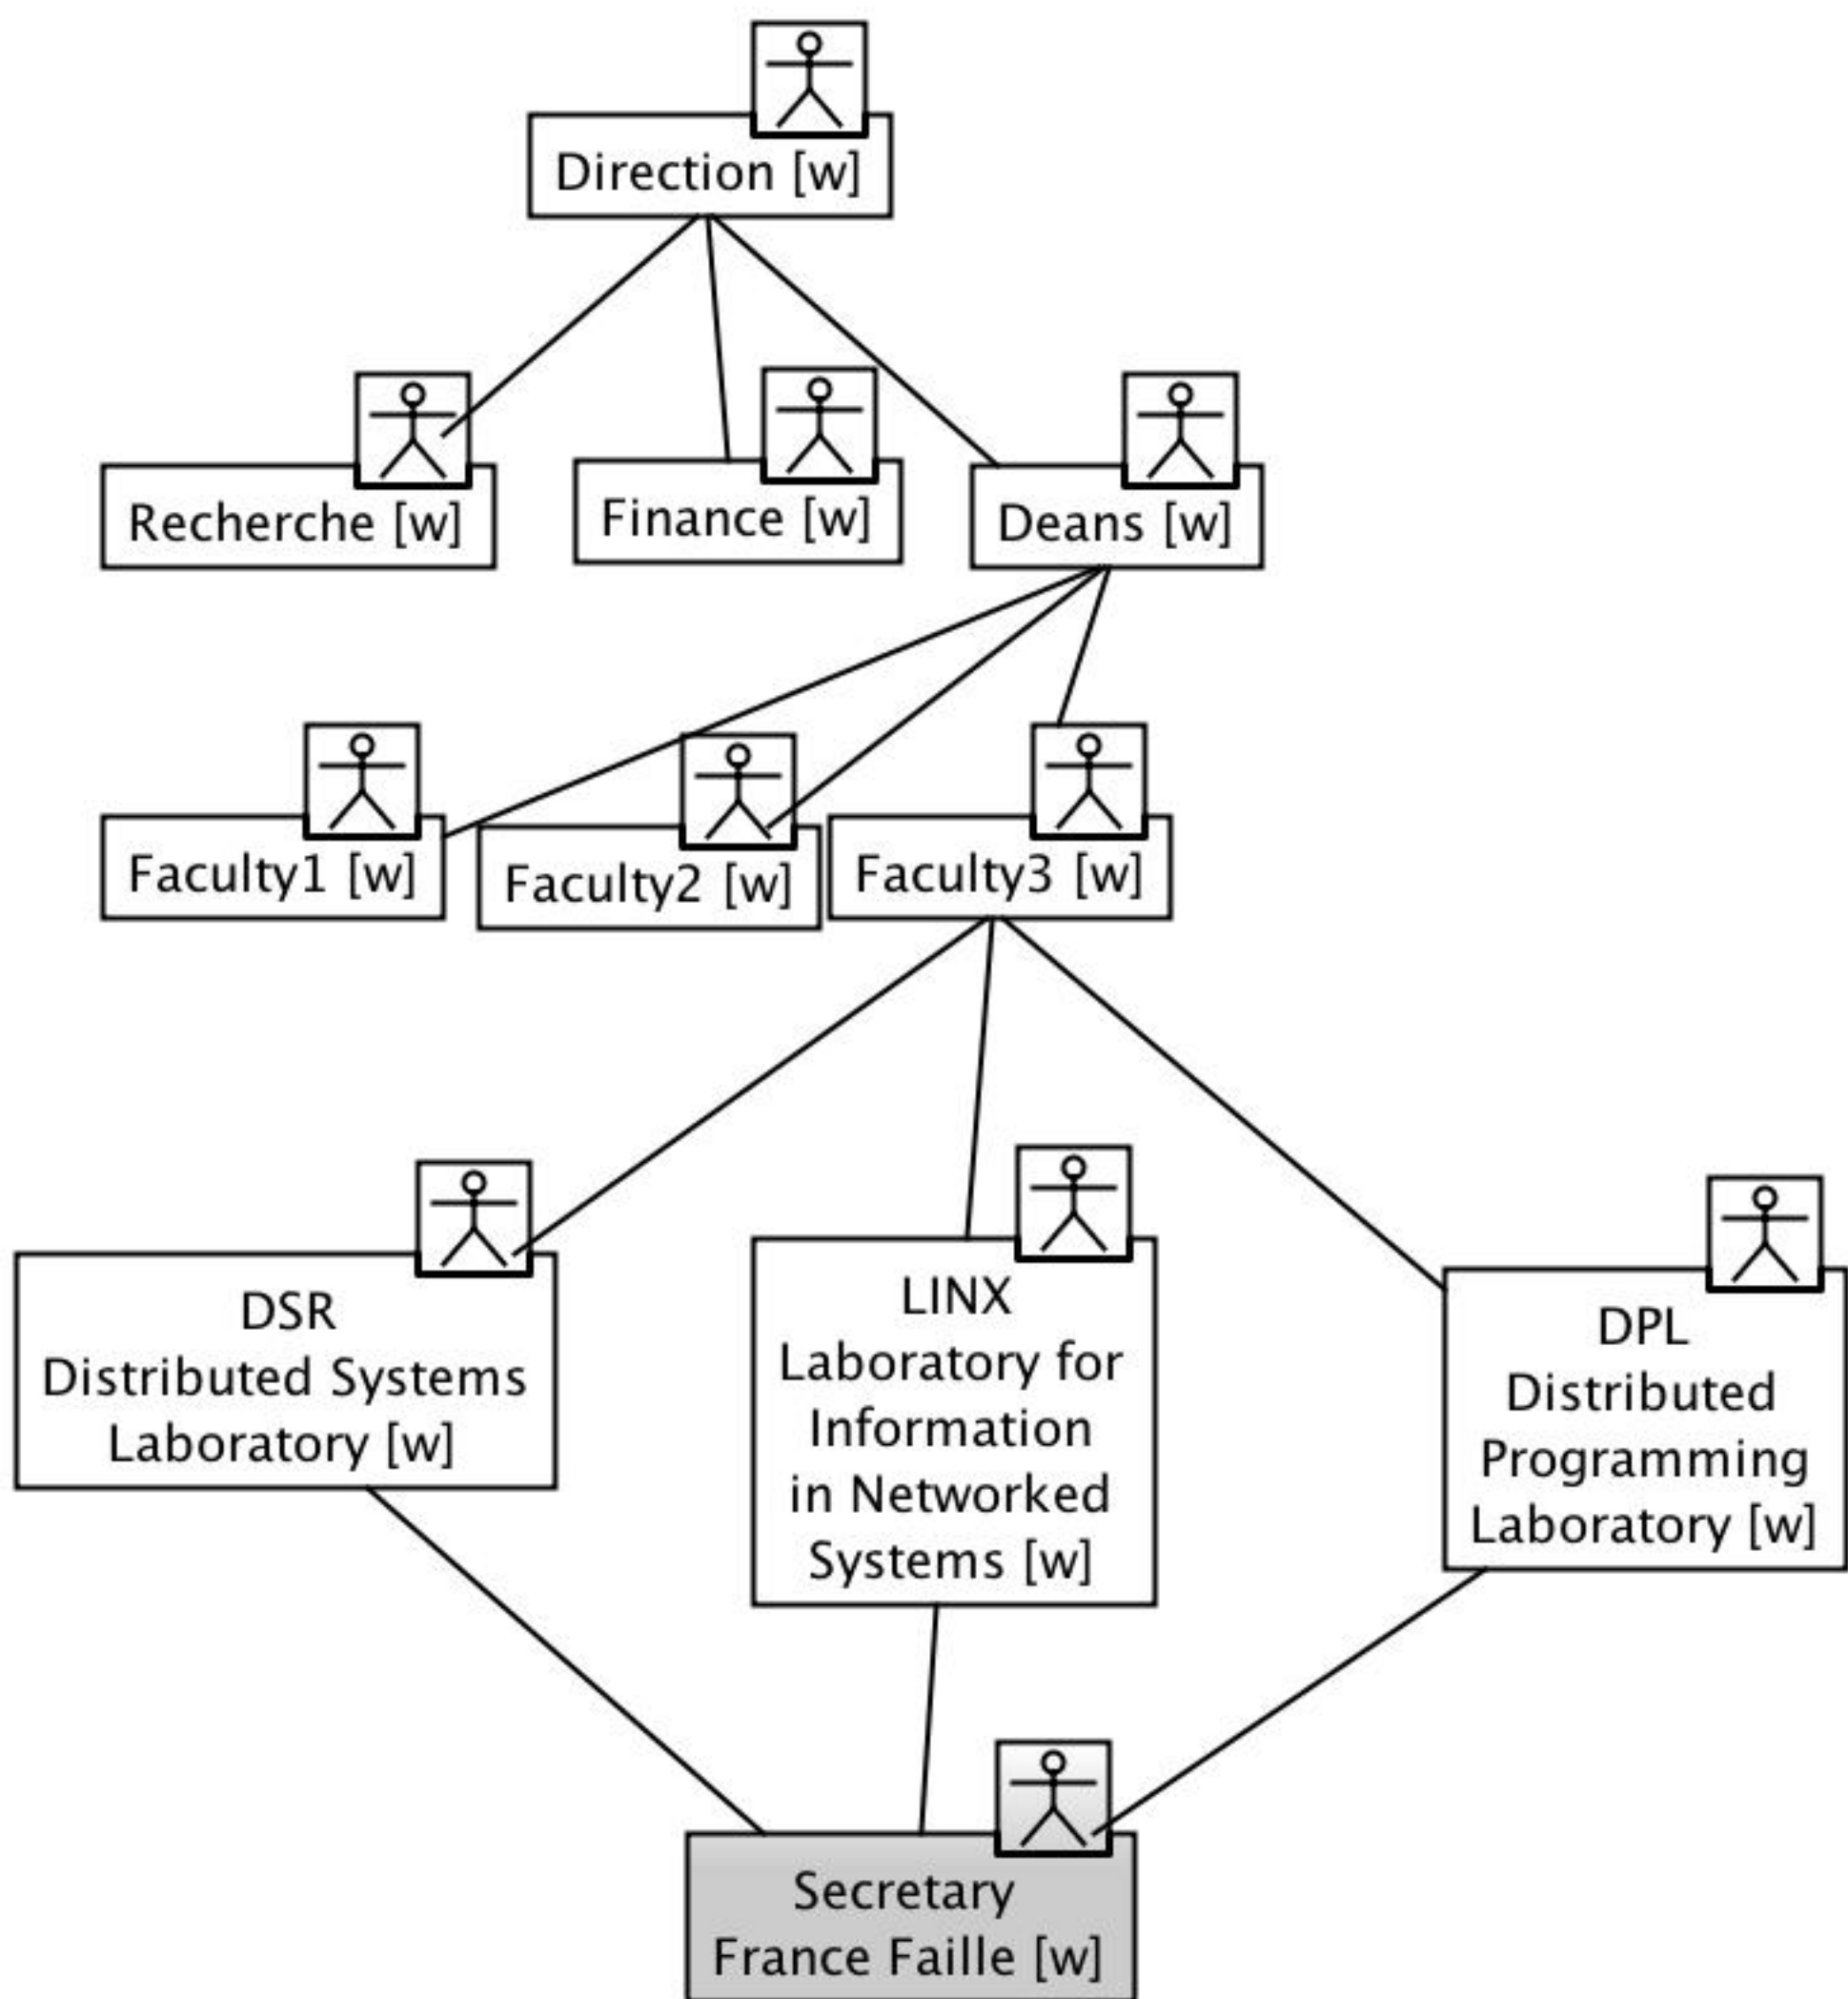 Direction [w]
Recherche [w]
Finance [w]
Deans [w]
Faculty1 [w]
Faculty2 [w]
Faculty3 [w]
DSR
Distributed Systems
Laboratory [w]
LINX
Laboratory for
Information
in Networked
Systems [w]
DPL
Distributed
Programming
Laboratory [w]
Secretary
France Faille [w]